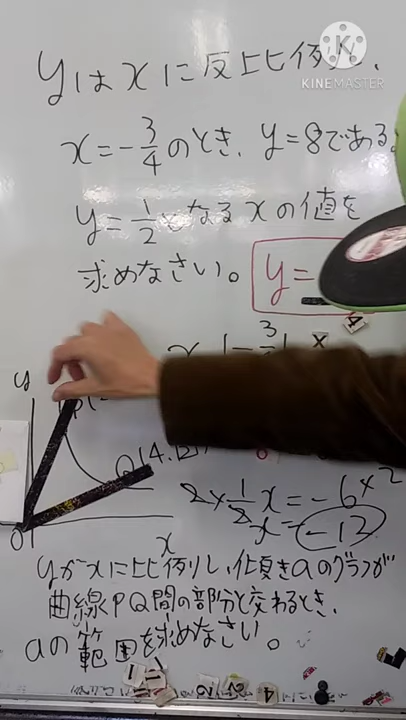 KINEMASTER
yはxに反比例し、
x=-3/4のとき、y=8である。
y=1/2となるxの値を
求めなさい。
y=
y
P(
Q(4.12)
2×1/2x=-6×2
x=-12
O
x
yがxに比例し、傾きaのグラフが
曲線PQ間の部分と交わるとき、
aの範囲を求めなさい。